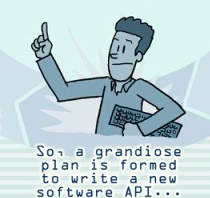 So, a grandiose
plan is formed
to write a new
software API...